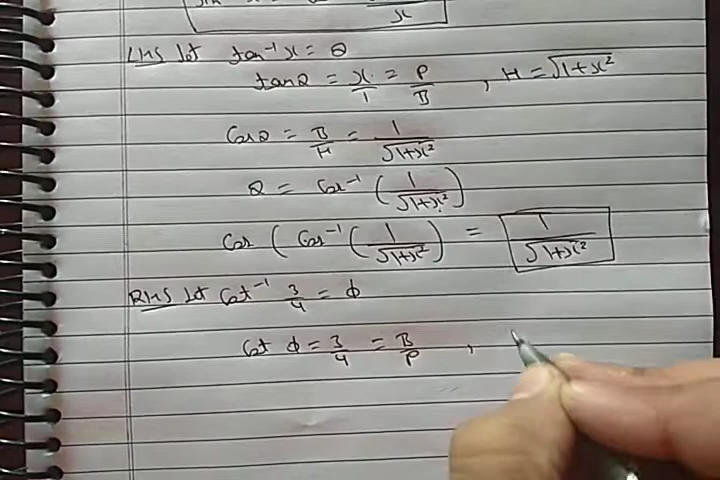 x
LHS let tan⁻¹ x = θ
tan θ = x/1 = P/B , H = √1+x²
Cos θ = B/H = 1/√1+x²
θ = Cos⁻¹ (1/√1+x²)
Cos ( Cos⁻¹ (1/√1+x²) = 1/√1+x²
RHS let Cot⁻¹ 3/4 = ϕ
Cot ϕ = 3/4 = B/P ,